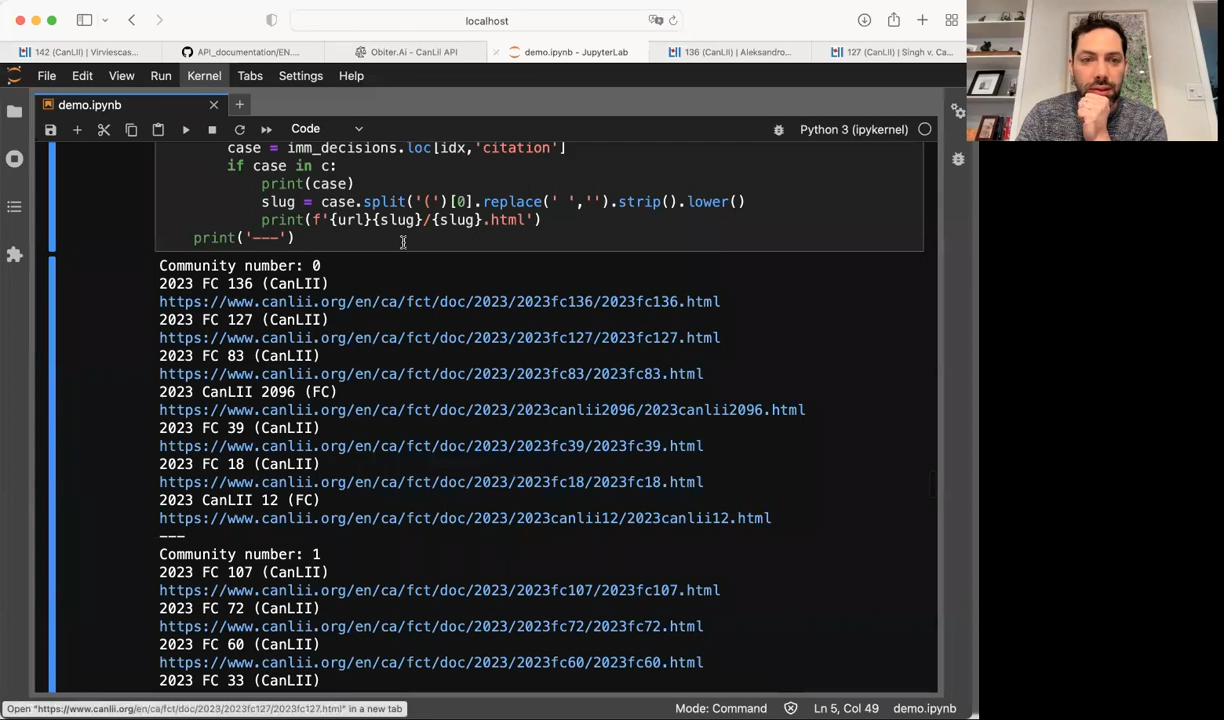 localhost
142 (CanLII) | Virviescas...
API_documentation/EN....
Obiter.Ai - CanLii API
demo.ipynb - JupyterLab
136 (CanLII) | Aleksandro...
127 (CanLII) | Singh v. Ca...
File Edit View Run Kernel Tabs Settings Help
demo.ipynb
Code
Python 3 (ipykernel)
case = imm_decisions.loc[idx,'citation']
if case in c:
print(case)
slug = case.split('(')[0].replace(' ','').strip().lower()
print(f'{url}{slug}/{slug}.html')
print('---')
Community number: 0
2023 FC 136 (CanLII)
https://www.canlii.org/en/ca/fct/doc/2023/2023fc136/2023fc136.html
2023 FC 127 (CanLII)
https://www.canlii.org/en/ca/fct/doc/2023/2023fc127/2023fc127.html
2023 FC 83 (CanLII)
https://www.canlii.org/en/ca/fct/doc/2023/2023fc83/2023fc83.html
2023 CanLII 2096 (FC)
https://www.canlii.org/en/ca/fct/doc/2023/2023canlii2096/2023canlii2096.html
2023 FC 39 (CanLII)
https://www.canlii.org/en/ca/fct/doc/2023/2023fc39/2023fc39.html
2023 FC 18 (CanLII)
https://www.canlii.org/en/ca/fct/doc/2023/2023fc18/2023fc18.html
2023 CanLII 12 (FC)
https://www.canlii.org/en/ca/fct/doc/2023/2023canlii12/2023canlii12.html
---
Community number: 1
2023 FC 107 (CanLII)
https://www.canlii.org/en/ca/fct/doc/2023/2023fc107/2023fc107.html
2023 FC 72 (CanLII)
https://www.canlii.org/en/ca/fct/doc/2023/2023fc72/2023fc72.html
2023 FC 60 (CanLII)
https://www.canlii.org/en/ca/fct/doc/2023/2023fc60/2023fc60.html
2023 FC 33 (CanLII)
Open "https://www.canlii.org/en/ca/fct/doc/2023/2023fc127/2023fc127.html" in a new tab
Mode: Command
Ln 5, Col 49
demo.ipynb